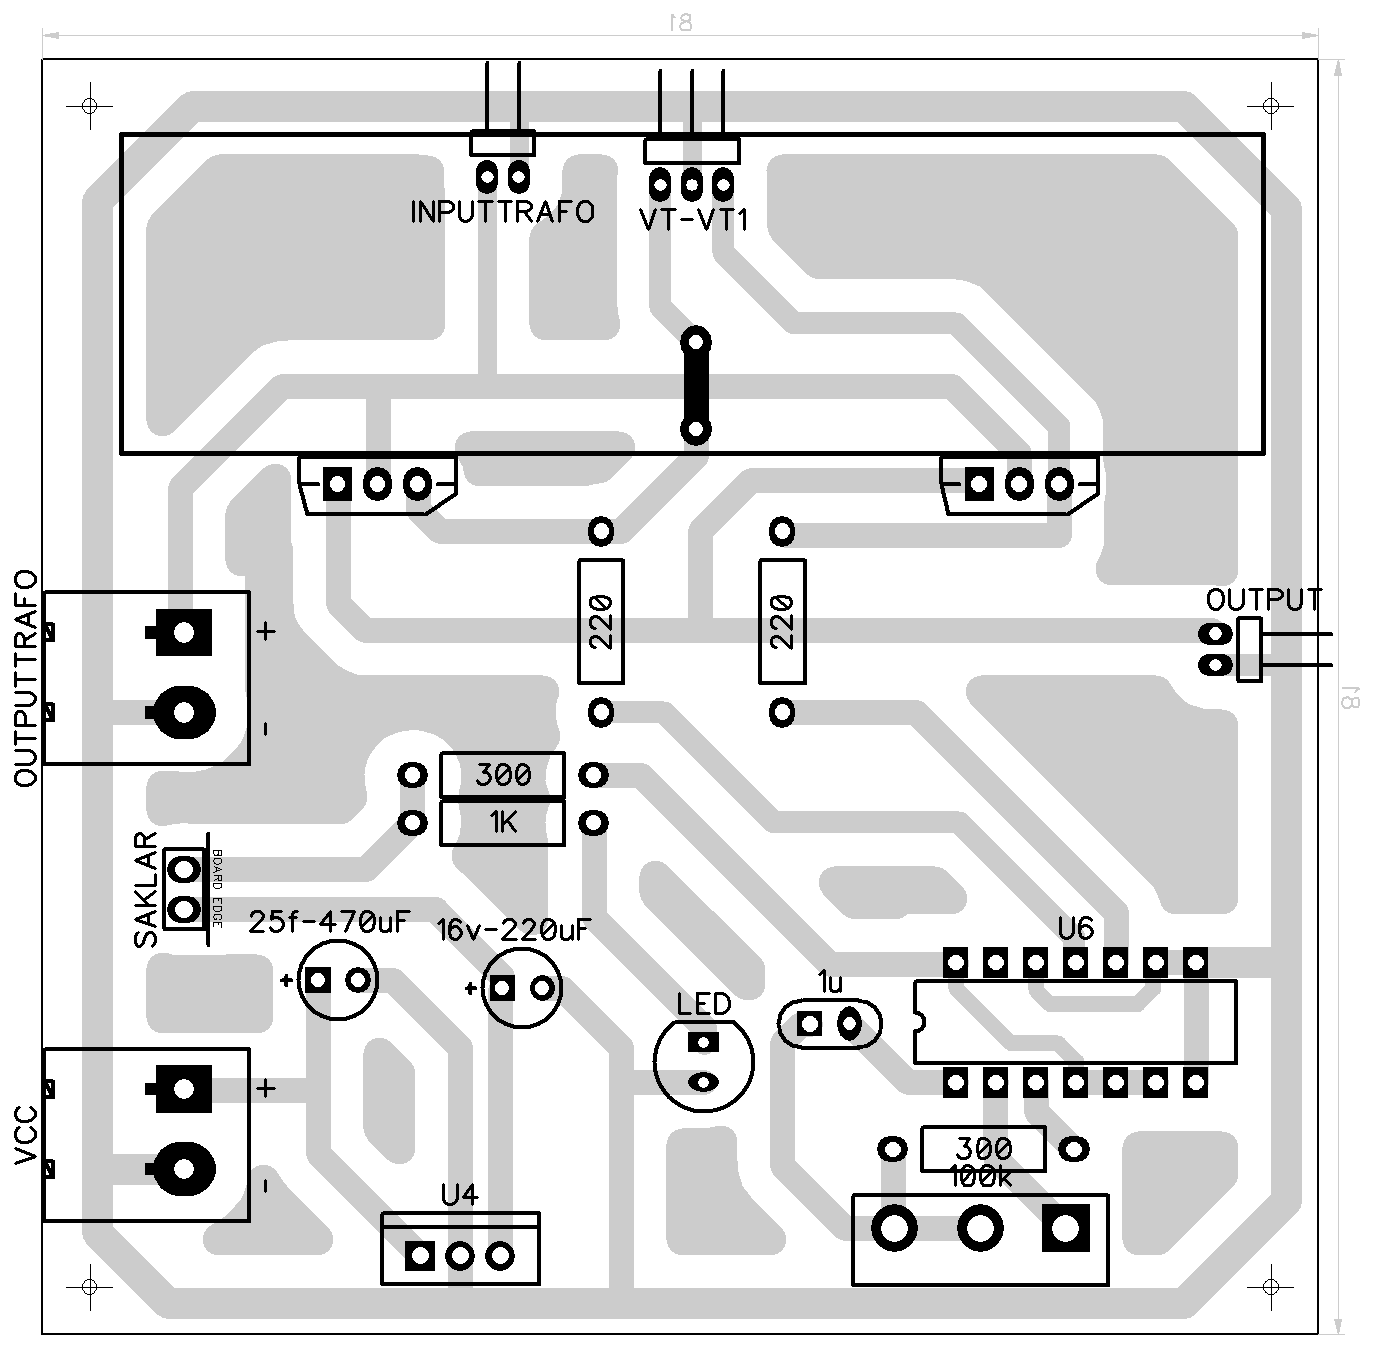 81
INPUTTRAFO
VT-VT1
OUTPUTTRAFO
+
-
220
220
OUTPUT
81
300
1K
SAKLAR
BOARD EDGE
25f-470uF
16v-220uF
+
+
LED
1u
U6
VCC
+
-
U4
300
100k